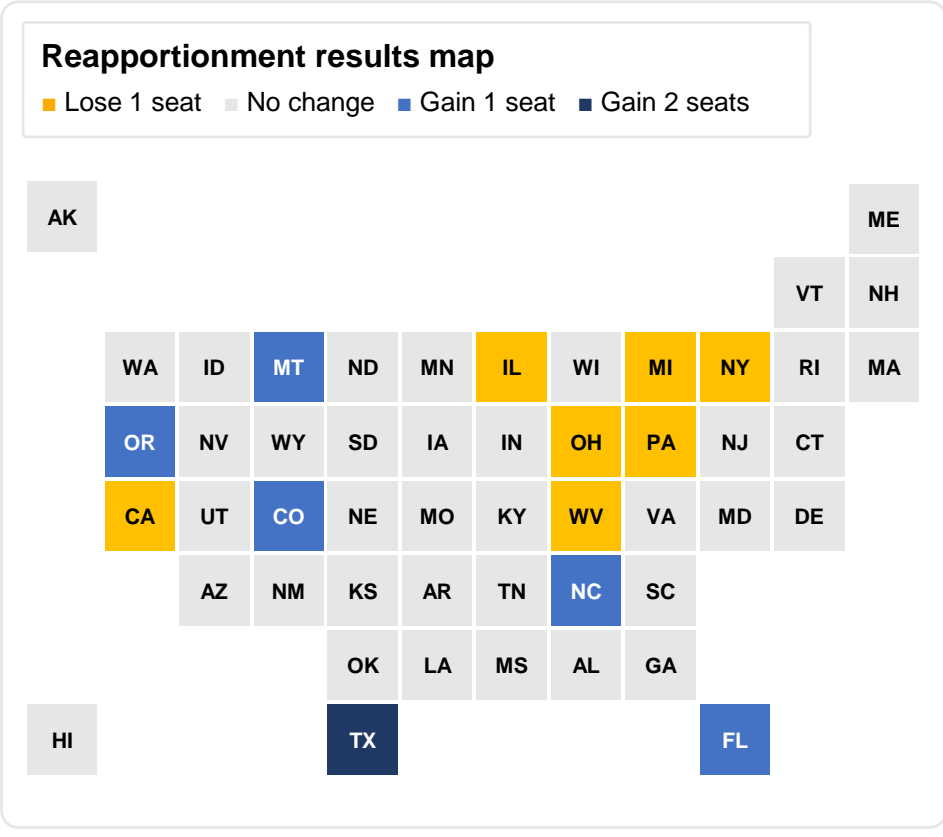 Reapportionment results map
Lose 1 seat No change Gain 1 seat Gain 2 seats
AK ME
VT NH
WA ID MT ND MN IL WI MI NY RI MA
OR NV WY SD IA IN OH PA NJ CT
CA UT CO NE MO KY WV VA MD DE
AZ NM KS AR TN NC SC
OK LA MS AL GA
HI TX FL